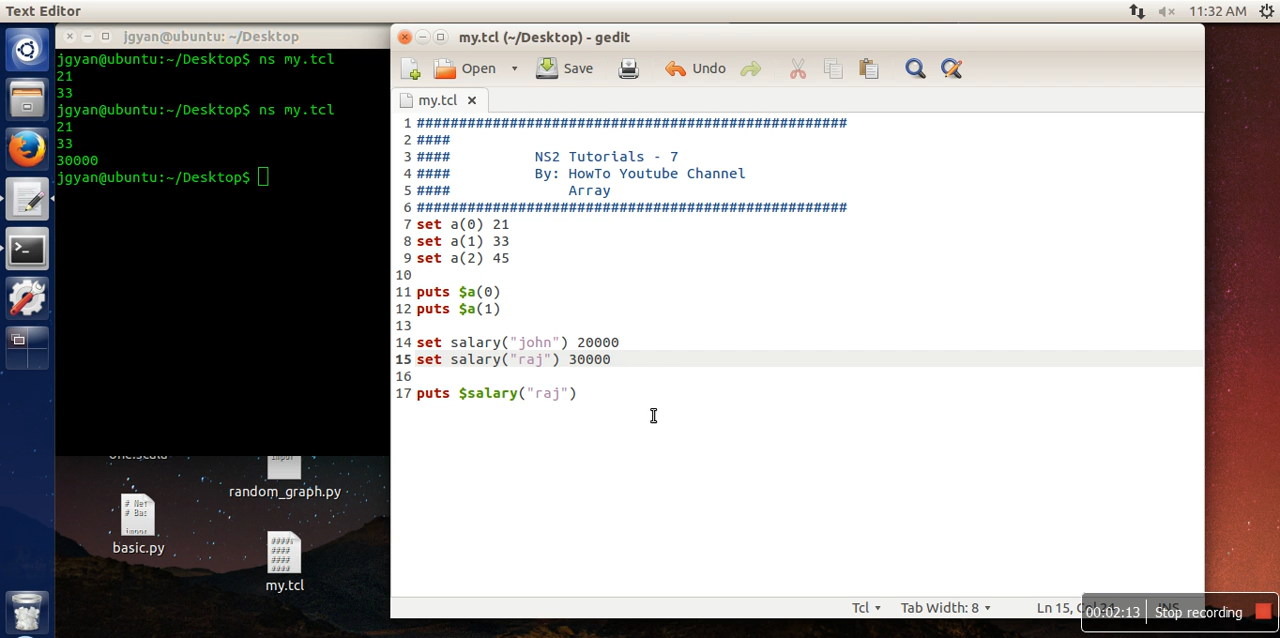 Text Editor
11:32 AM
jgyan@ubuntu: ~/Desktop
jgyan@ubuntu:~/Desktop$ ns my.tcl
21
33
jgyan@ubuntu:~/Desktop$ ns my.tcl
21
33
30000
jgyan@ubuntu:~/Desktop$
my.tcl (~/Desktop) - gedit
Open
Save
Undo
my.tcl
1 ###################################################
2 ####
3 ####          NS2 Tutorials - 7
4 ####          By: HowTo Youtube Channel
5 ####              Array
6 ###################################################
7 set a(0) 21
8 set a(1) 33
9 set a(2) 45
10
11 puts $a(0)
12 puts $a(1)
13
14 set salary("john") 20000
15 set salary("raj") 30000
16
17 puts $salary("raj")
random_graph.py
basic.py
my.tcl
Tcl
Tab Width: 8
Ln 15,
00:02:13
Stop recording